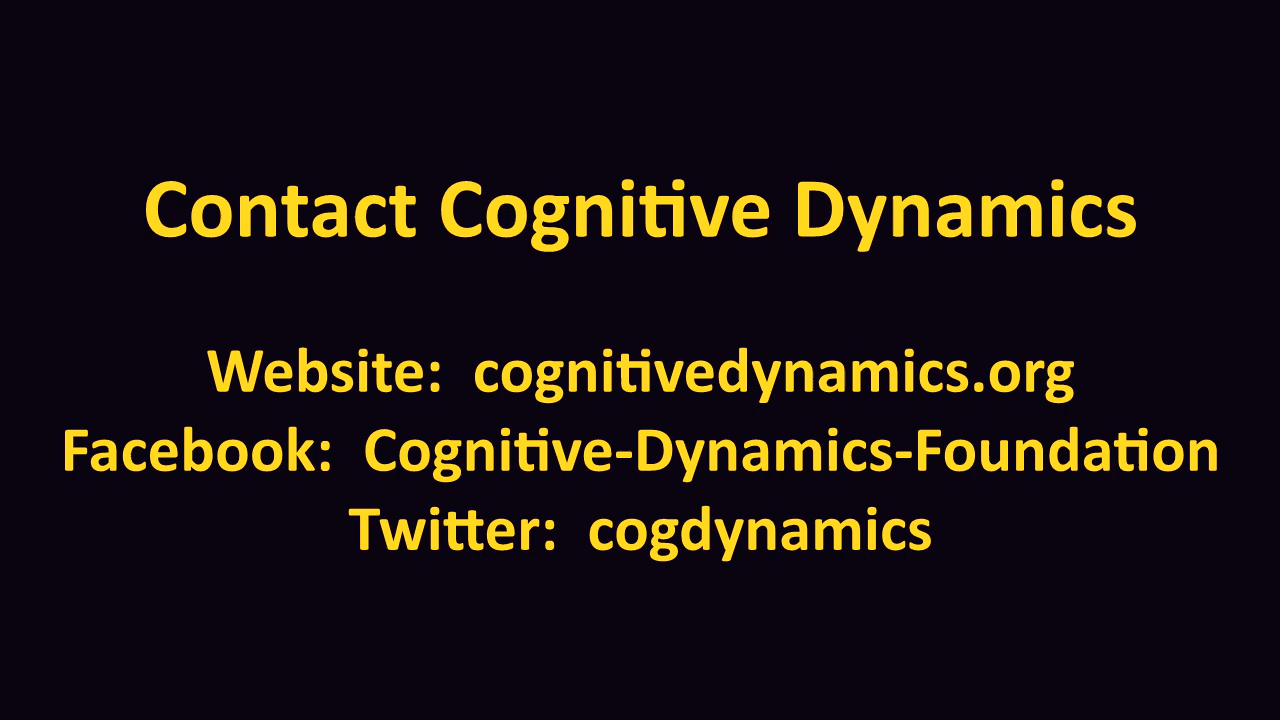 Contact Cognitive Dynamics
Website: cognitivedynamics.org
Facebook: Cognitive-Dynamics-Foundation
Twitter: cogdynamics